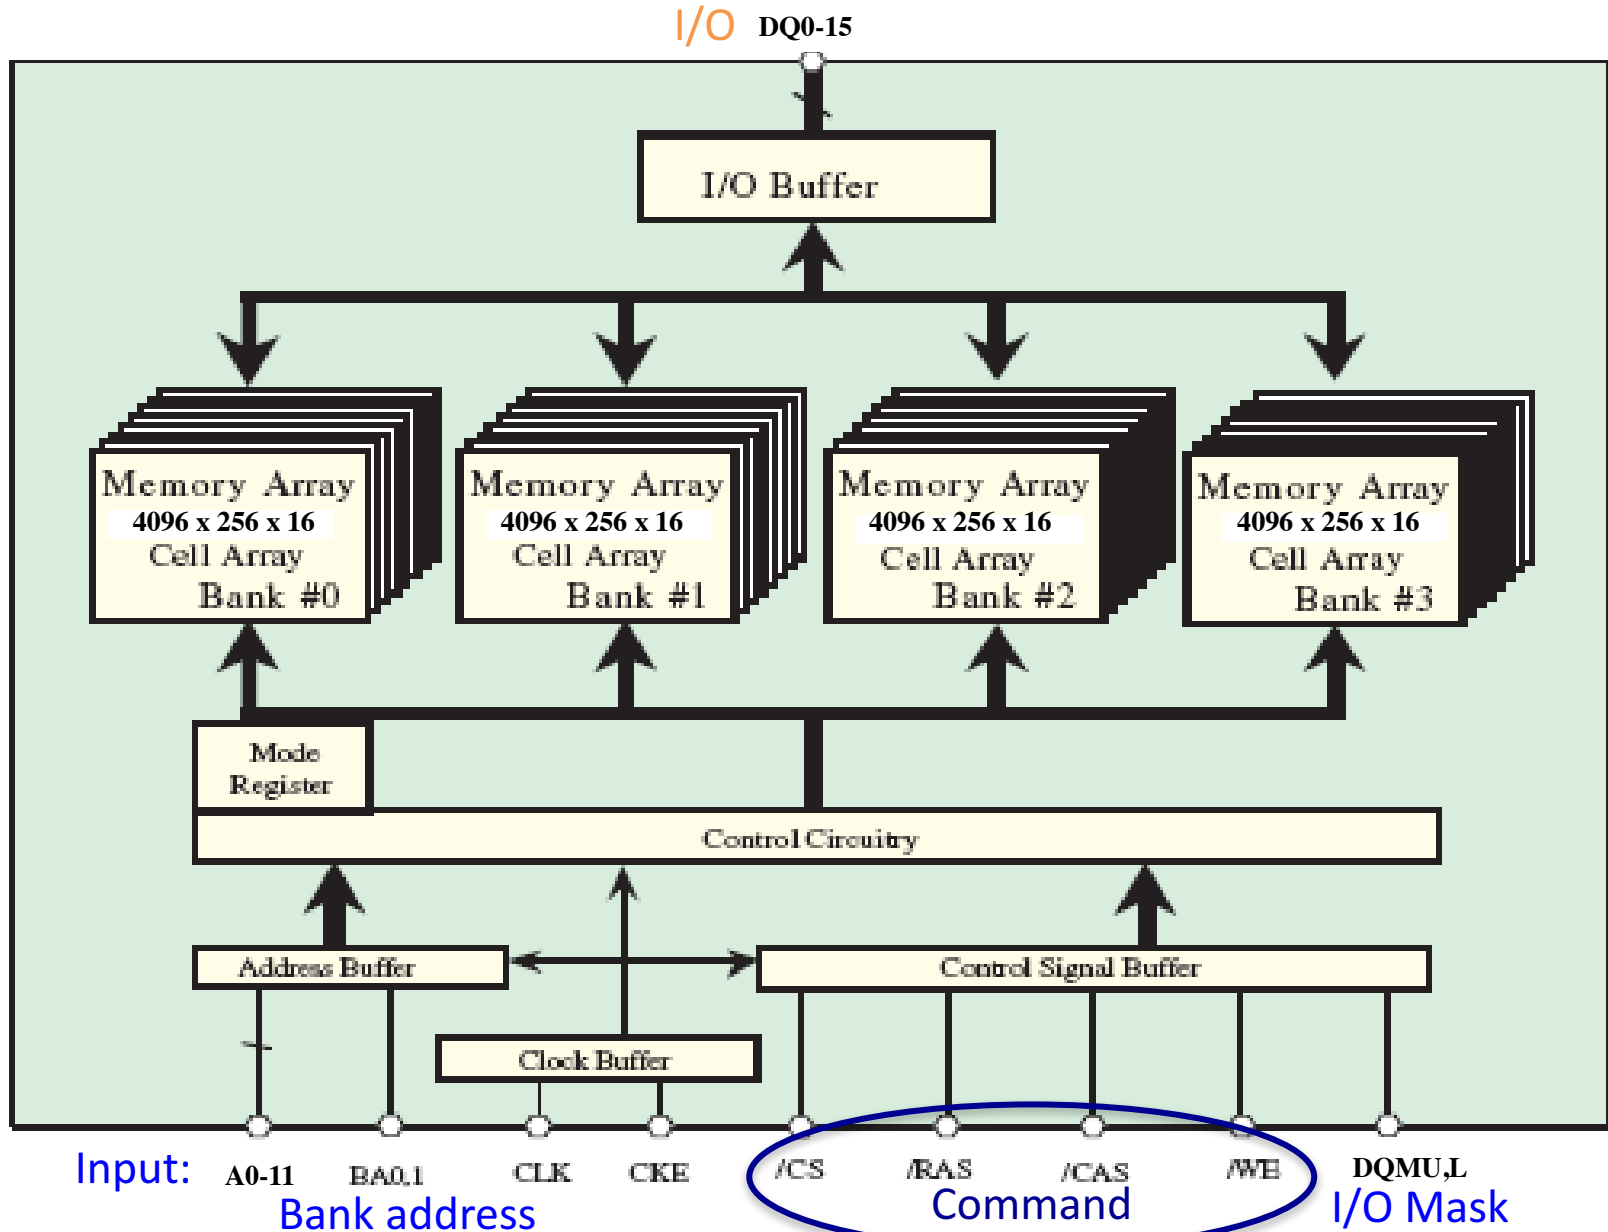 I/O DQ0-15
I/O Buffer
Memory Array
4096 x 256 x 16
Cell Array
Bank #0
Memory Array
4096 x 256 x 16
Cell Array
Bank #1
Memory Array
4096 x 256 x 16
Cell Array
Bank #2
Memory Array
4096 x 256 x 16
Cell Array
Bank #3
Mode
Register
Control Circuitry
Address Buffer
Control Signal Buffer
Clock Buffer
Input: A0-11 BA0,1 CLK CKE /CS /RAS /CAS /WE DQMU,L
Bank address Command I/O Mask